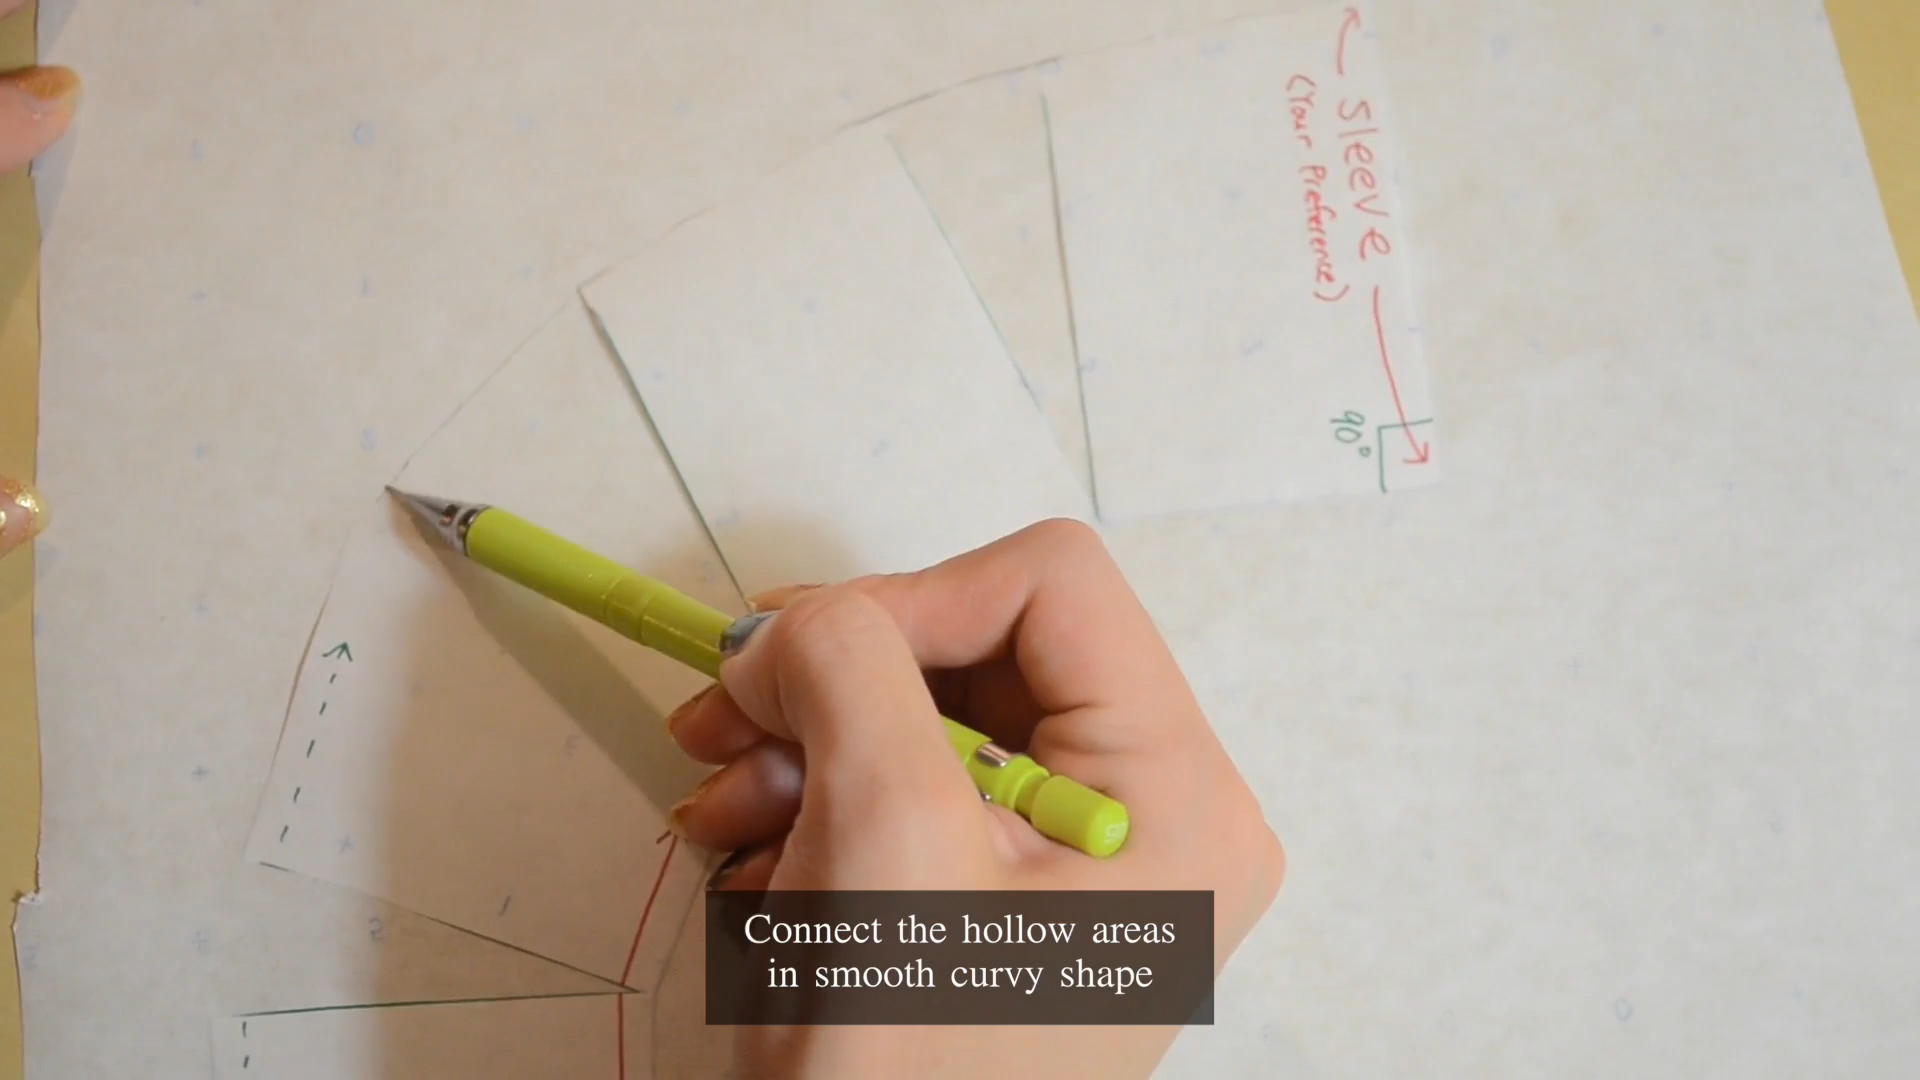 Sleeve
(Your Preference)
90°
Connect the hollow areas
in smooth curvy shape